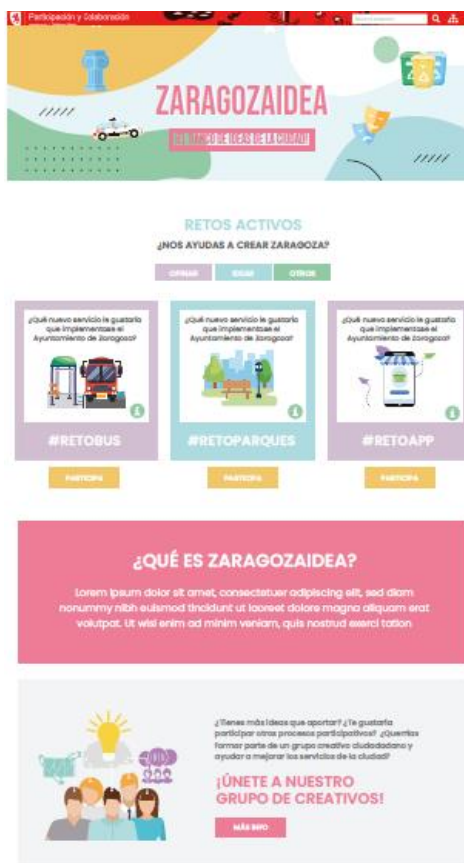 Participación y Colaboración
ZARAGOZAIDEA
¡EL BANCO DE IDEAS DE LA CIUDAD!
RETOS ACTIVOS
¿NOS AYUDAS A CREAR ZARAGOZA?
OPINAR IDEAR OTROS
¿Qué nuevo servicio le gustaría
que implementase el
Ayuntamiento de Zaragoza?
#RETOBUS
PARTICIPA
¿Qué nuevo servicio le gustaría
que implementase el
Ayuntamiento de Zaragoza?
#RETOPARQUES
PARTICIPA
¿Qué nuevo servicio le gustaría
que implementase el
Ayuntamiento de Zaragoza?
#RETOAPP
PARTICIPA
¿QUÉ ES ZARAGOZAIDEA?
Lorem ipsum dolor sit amet, consectetuer adipiscing elit, sed diam
nonummy nibh euismod tincidunt ut laoreet dolore magna aliquam erat
volutpat. Ut wisi enim ad minim veniam, quis nostrud exerci tation
¿Tienes más ideas que aportar? ¿Te gustaría
participar otros procesos participativos? ¿Querrías
formar parte de un grupo creativo ciudadadano y
ayudar a mejorar los servicios de la ciudad?
¡ÚNETE A NUESTRO
GRUPO DE CREATIVOS!
MÁS INFO